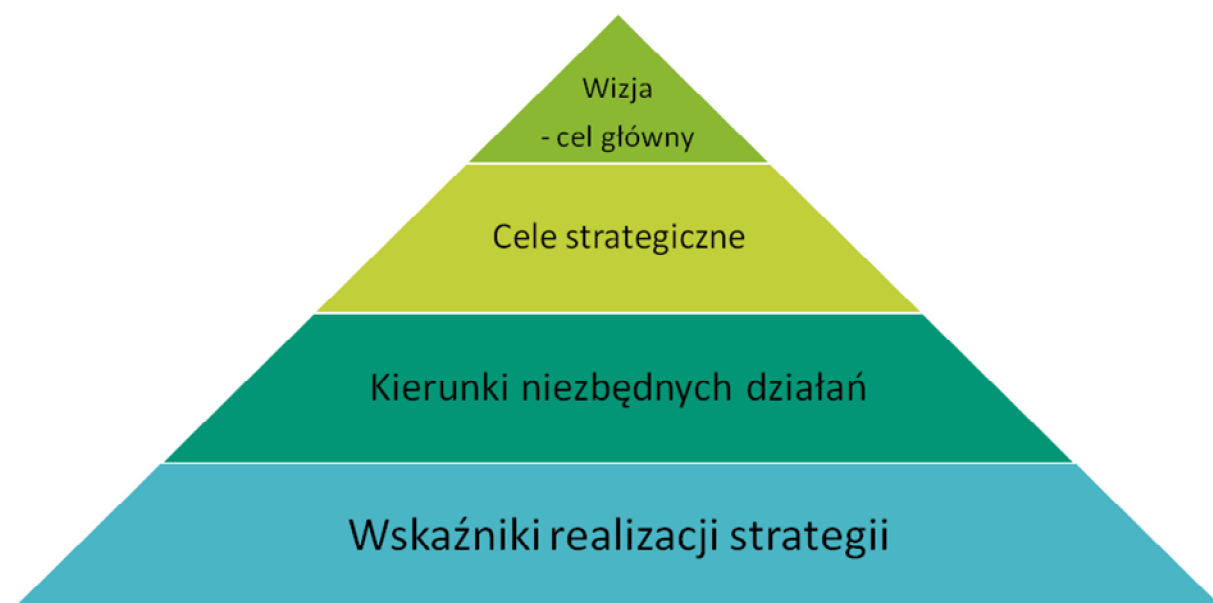 Wizja
- cel główny
Cele strategiczne
Kierunki niezbędnych działań
Wskaźniki realizacji strategii